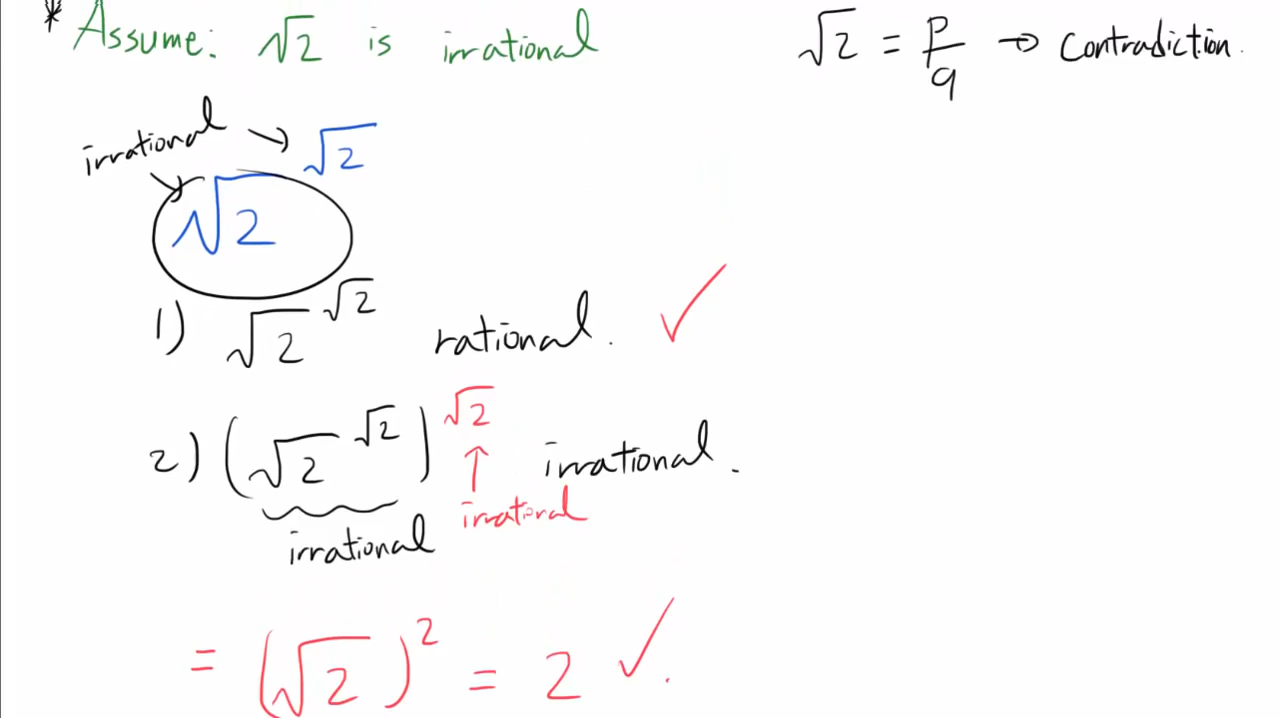 * Assume: √2 is irrational
√2 = p/q → Contradiction.
irrational →
√2^√2
1) √2^√2 rational. ✓
2) (√2^√2)^√2 irrational.
↑
irrational
irrational
= (√2)^2 = 2 ✓.